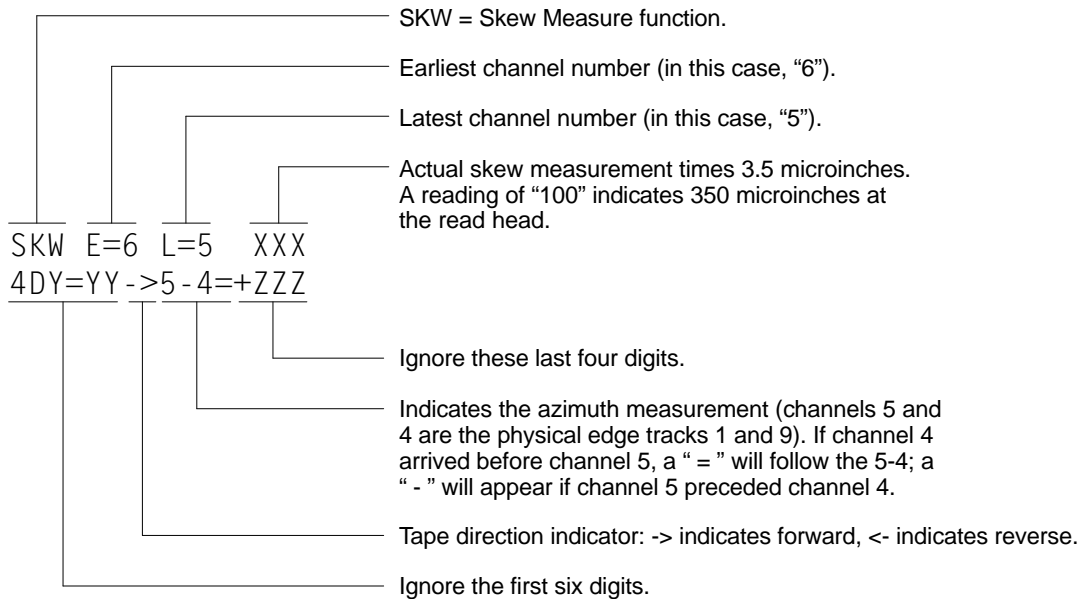 SKW = Skew Measure function.
Earliest channel number (in this case, “6”).
Latest channel number (in this case, “5”).
Actual skew measurement times 3.5 microinches.
A reading of “100” indicates 350 microinches at
the read head.
SKW E=6 L=5 XXX
4DY=YY->5-4=+ZZZ
Ignore these last four digits.
Indicates the azimuth measurement (channels 5 and
4 are the physical edge tracks 1 and 9). If channel 4
arrived before channel 5, a “ = ” will follow the 5-4; a
“ - ” will appear if channel 5 preceded channel 4.
Tape direction indicator: -> indicates forward, <- indicates reverse.
Ignore the first six digits.